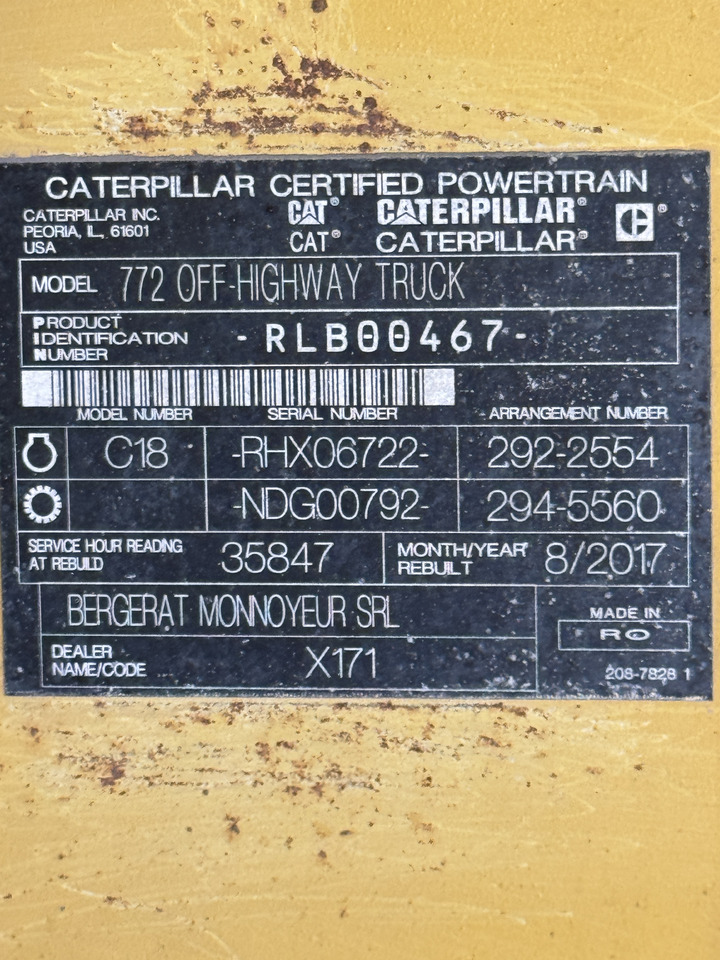 CATERPILLAR CERTIFIED POWERTRAIN
CATERPILLAR INC.
PEORIA, IL, 61601
USA
CAT® CATERPILLAR® C®
CAT® CATERPILLAR®
MODEL 772 OFF-HIGHWAY TRUCK
PRODUCT
IDENTIFICATION
NUMBER
-RLB00467-
MODEL NUMBER SERIAL NUMBER ARRANGEMENT NUMBER
C18 -RHX06722- 292-2554
-NDG00792- 294-5560
SERVICE HOUR READING
AT REBUILD
35847
MONTH/YEAR
REBUILT
8/2017
BERGERAT MONNOYEUR SRL
DEALER
NAME/CODE
X171
MADE IN
RO
208-7828 1